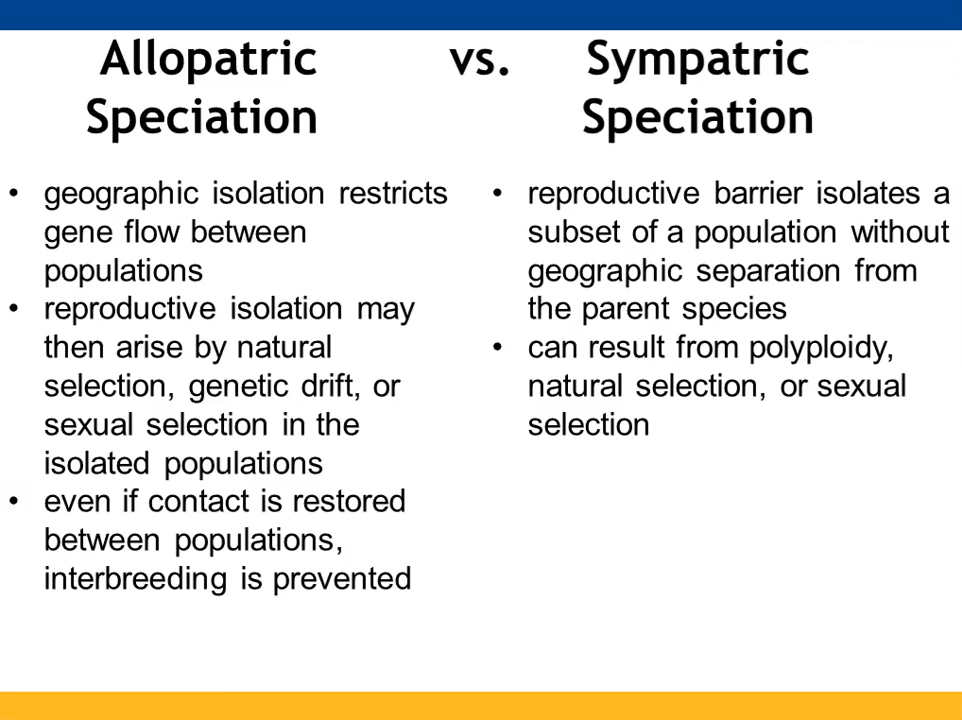 Allopatric vs. Sympatric
Speciation Speciation
• geographic isolation restricts
gene flow between
populations
• reproductive isolation may
then arise by natural
selection, genetic drift, or
sexual selection in the
isolated populations
• even if contact is restored
between populations,
interbreeding is prevented
• reproductive barrier isolates a
subset of a population without
geographic separation from
the parent species
• can result from polyploidy,
natural selection, or sexual
selection